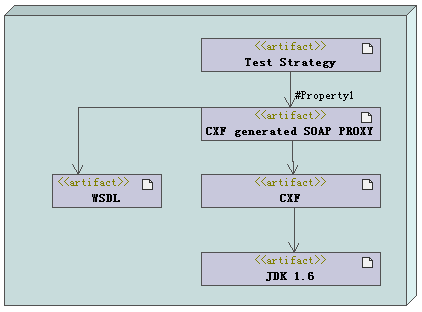 <<artifact>>
Test Strategy
#Property1
<<artifact>>
CXF generated SOAP PROXY
<<artifact>>
WSDL
<<artifact>>
CXF
<<artifact>>
JDK 1.6